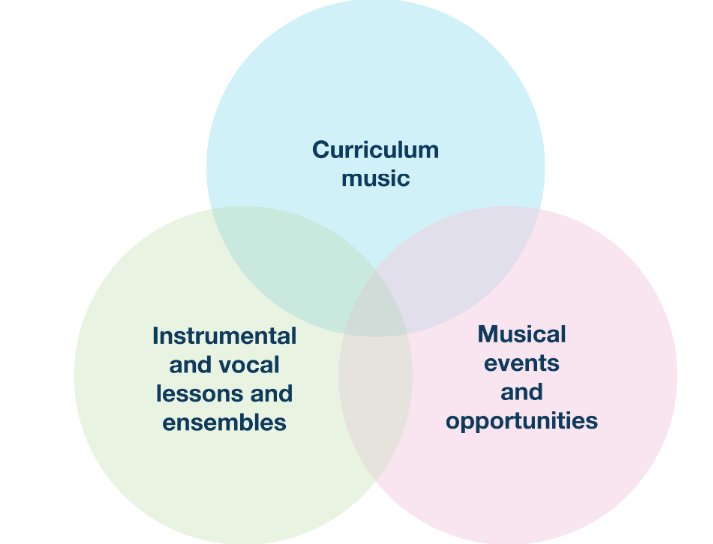 Curriculum
music
Instrumental
and vocal
lessons and
ensembles
Musical
events
and
opportunities